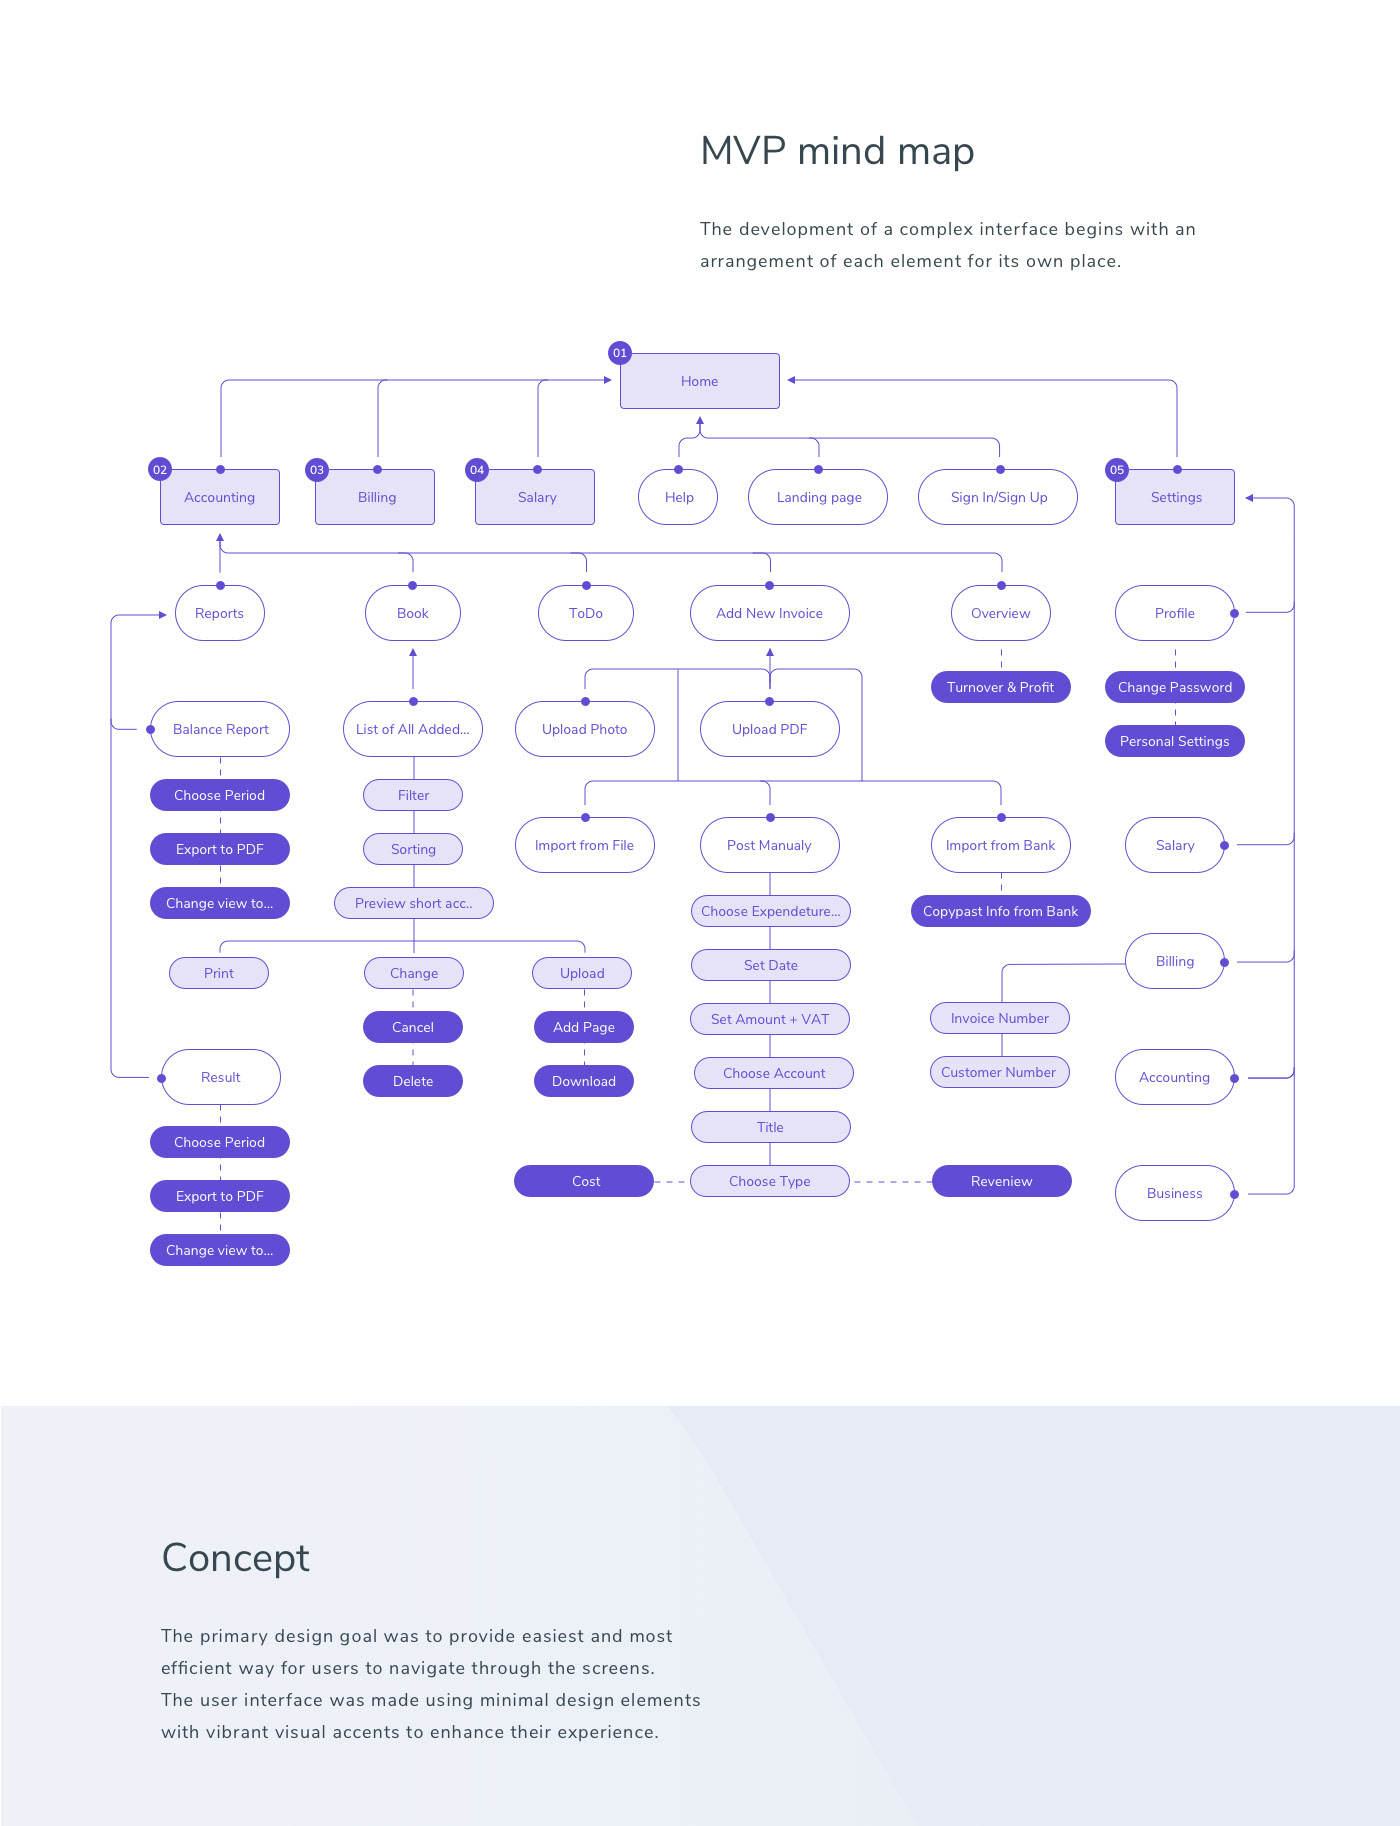 MVP mind map
The development of a complex interface begins with an
arrangement of each element for its own place.
01
Home
02
Accounting
03
Billing
04
Salary
Help
Landing page
Sign In/Sign Up
05
Settings
Reports
Book
ToDo
Add New Invoice
Overview
Profile
Turnover & Profit
Change Password
Balance Report
List of All Added...
Upload Photo
Upload PDF
Personal Settings
Choose Period
Filter
Export to PDF
Sorting
Import from File
Post Manualy
Import from Bank
Salary
Change view to...
Preview short acc..
Choose Expendeture...
Copypast Info from Bank
Print
Change
Upload
Set Date
Billing
Cancel
Add Page
Set Amount + VAT
Invoice Number
Result
Delete
Download
Choose Account
Customer Number
Accounting
Choose Period
Title
Export to PDF
Cost
Choose Type
Reveniew
Business
Change view to...
Concept
The primary design goal was to provide easiest and most
efficient way for users to navigate through the screens.
The user interface was made using minimal design elements
with vibrant visual accents to enhance their experience.